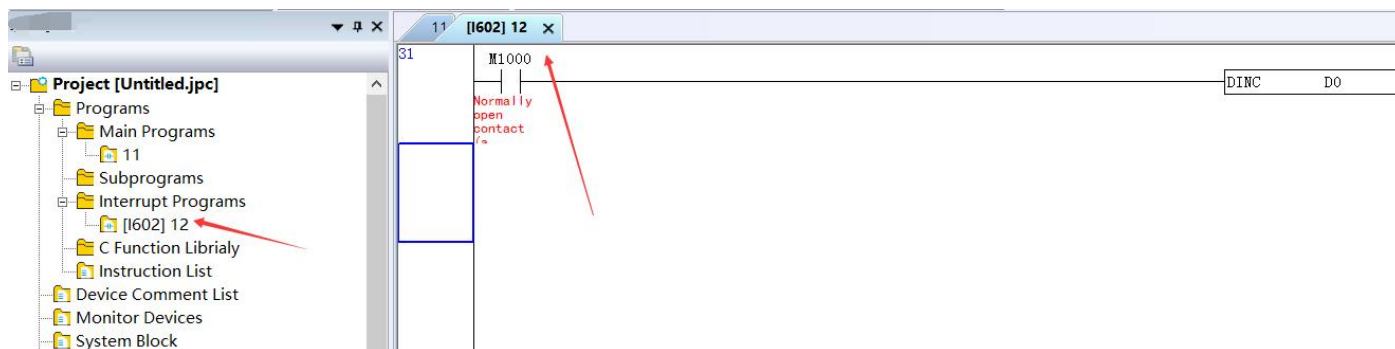 11
[I602] 12
Project [Untitled.jpc]
Programs
Main Programs
11
Subprograms
Interrupt Programs
[I602] 12
C Function Librialy
Instruction List
Device Comment List
Monitor Devices
System Block
31
M1000
DINC D0
Normally
open
contact
(a